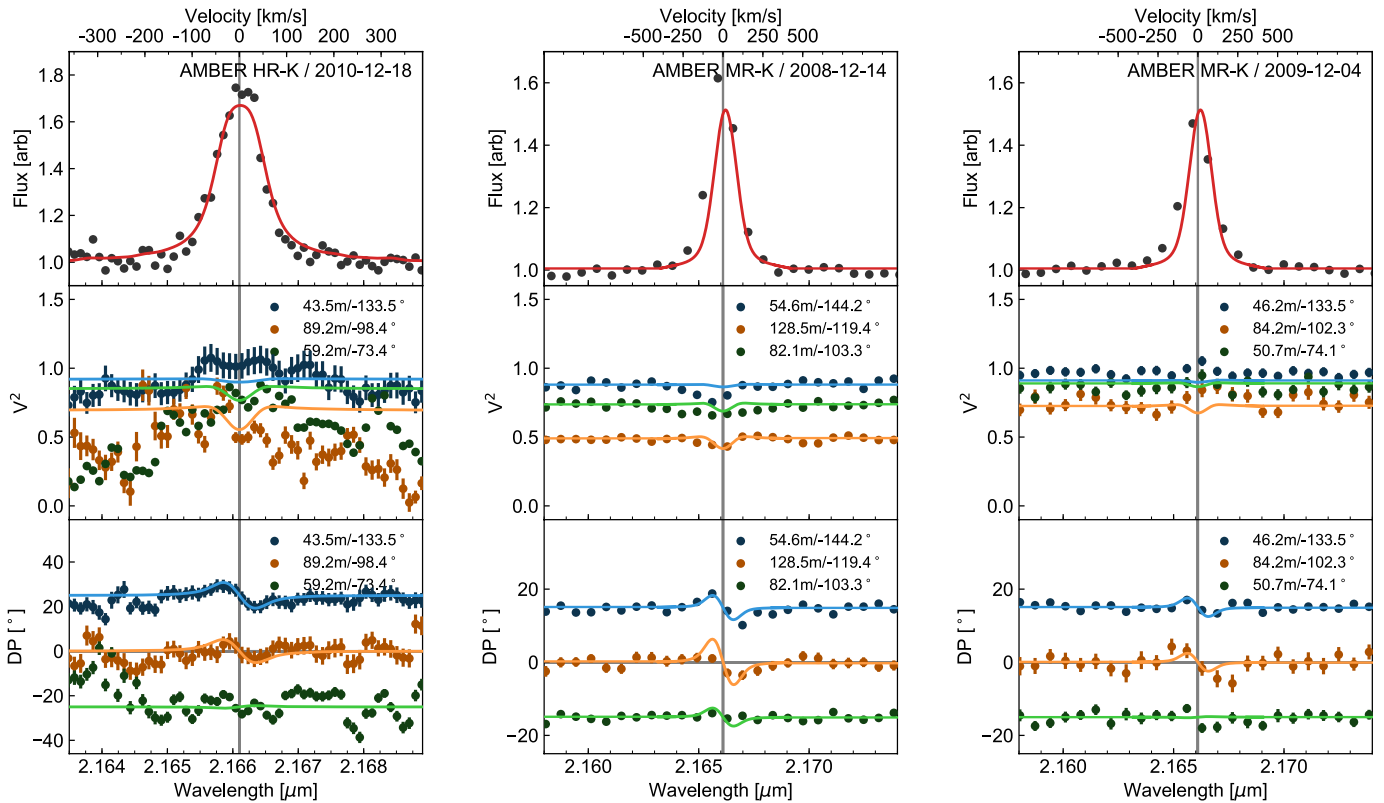 Velocity [km/s]
-300 -200 -100 0 100 200 300
AMBER HR-K / 2010-12-18
Flux [arb]
1.8
1.6
1.4
1.2
1.0
43.5m/-133.5°
89.2m/-98.4°
59.2m/-73.4°
V²
1.5
1.0
0.5
0.0
43.5m/-133.5°
89.2m/-98.4°
59.2m/-73.4°
DP [°]
40
20
0
−20
−40
2.164 2.165 2.166 2.167 2.168
Wavelength [μm]
Velocity [km/s]
-500 -250 0 250 500
AMBER MR-K / 2008-12-14
Flux [arb]
1.6
1.4
1.2
1.0
54.6m/-144.2°
128.5m/-119.4°
82.1m/-103.3°
V²
1.5
1.0
0.5
0.0
54.6m/-144.2°
128.5m/-119.4°
82.1m/-103.3°
DP [°]
20
0
−20
2.160 2.165 2.170
Wavelength [μm]
Velocity [km/s]
-500 -250 0 250 500
AMBER MR-K / 2009-12-04
Flux [arb]
1.6
1.4
1.2
1.0
46.2m/-133.5°
84.2m/-102.3°
50.7m/-74.1°
V²
1.5
1.0
0.5
0.0
46.2m/-133.5°
84.2m/-102.3°
50.7m/-74.1°
DP [°]
20
0
−20
2.160 2.165 2.170
Wavelength [μm]